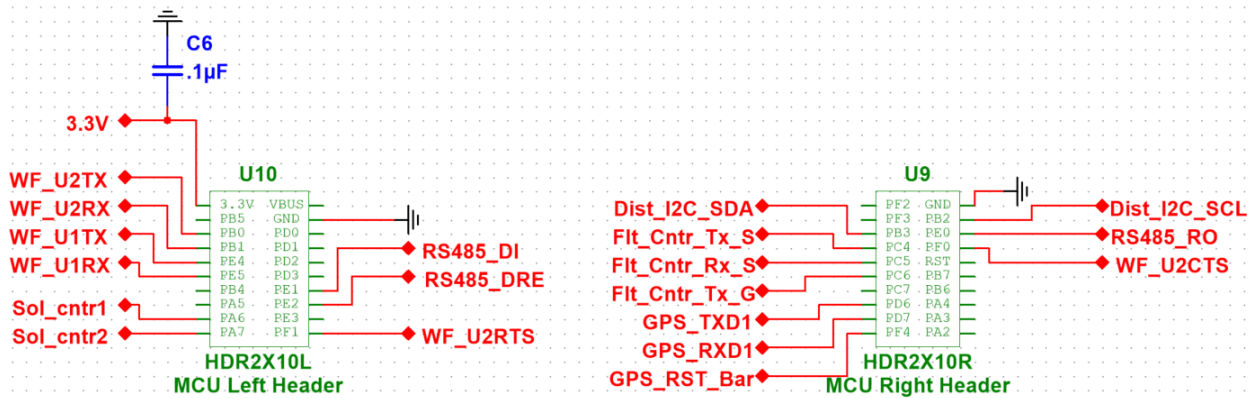 C6
.1µF
3.3V
U10
WF_U2TX
WF_U2RX
WF_U1TX
WF_U1RX
Sol_cntr1
Sol_cntr2
3.3V VBUS
PB5 GND
PB0 PD0
PB1 PD1
PE4 PD2
PE5 PD3
PB4 PE1
PA5 PE2
PA6 PE3
PA7 PF1
RS485_DI
RS485_DRE
WF_U2RTS
HDR2X10L
MCU Left Header
U9
Dist_I2C_SDA
Flt_Cntr_Tx_S
Flt_Cntr_Rx_S
Flt_Cntr_Tx_G
GPS_TXD1
GPS_RXD1
GPS_RST_Bar
PF2 GND
PF3 PB2
PB3 PE0
PC4 PF0
PC5 RST
PC6 PB7
PC7 PB6
PD6 PA4
PD7 PA3
PF4 PA2
Dist_I2C_SCL
RS485_RO
WF_U2CTS
HDR2X10R
MCU Right Header